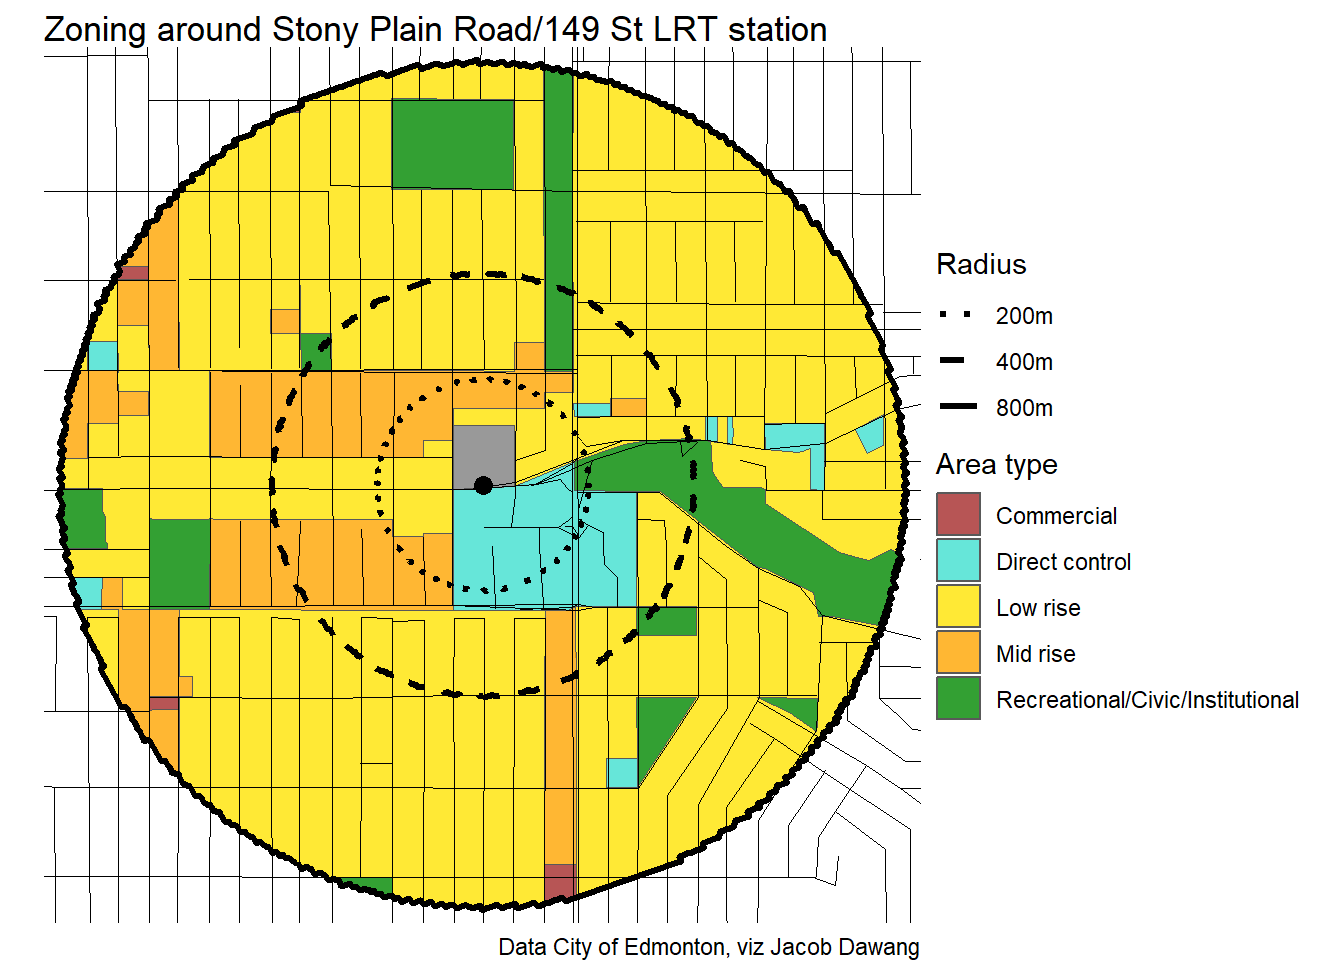 Zoning around Stony Plain Road/149 St LRT station
Radius
200m
400m
800m
Area type
Commercial
Direct control
Low rise
Mid rise
Recreational/Civic/Institutional
Data City of Edmonton, viz Jacob Dawang